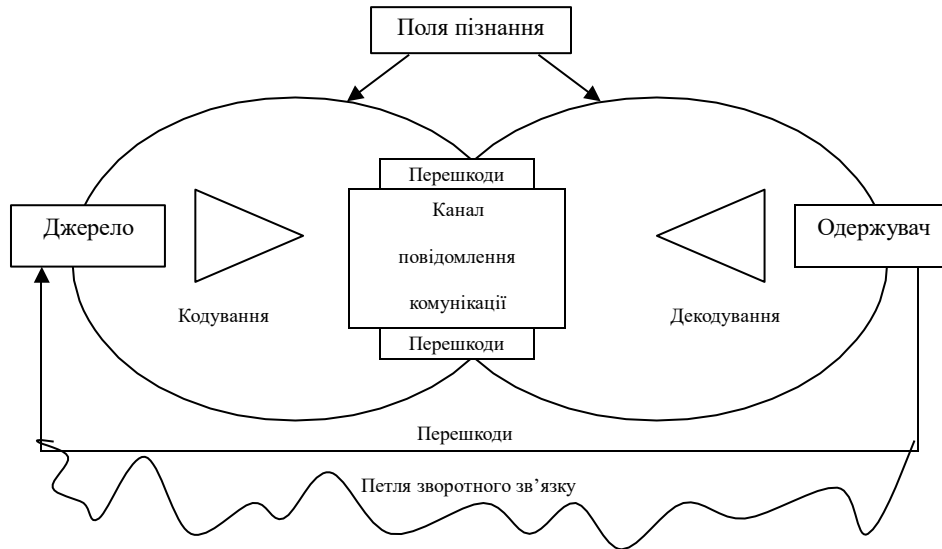 Поля пізнання
Перешкоди
Джерело
Канал
повідомлення
комунікації
Одержувач
Кодування
Декодування
Перешкоди
Перешкоди
Петля зворотного зв’язку